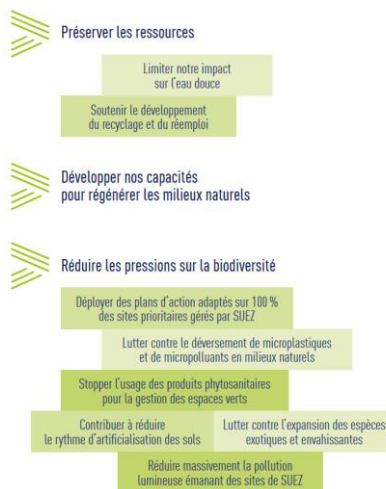 Préserver les ressources
Limiter notre impact
sur l'eau douce
Soutenir le développement
du recyclage et du réemploi
Développer nos capacités
pour régénérer les milieux naturels
Réduire les pressions sur la biodiversité
Déployer des plans d'action adaptés sur 100 %
des sites prioritaires gérés par SUEZ
Lutter contre le déversement de microplastiques
et de micropolluants en milieux naturels
Stopper l'usage des produits phytosanitaires
pour la gestion des espaces verts
Contribuer à réduire
le rythme d'artificialisation des sols
Lutter contre l'expansion des espèces
exotiques et envahissantes
Réduire massivement la pollution
lumineuse émanant des sites de SUEZ